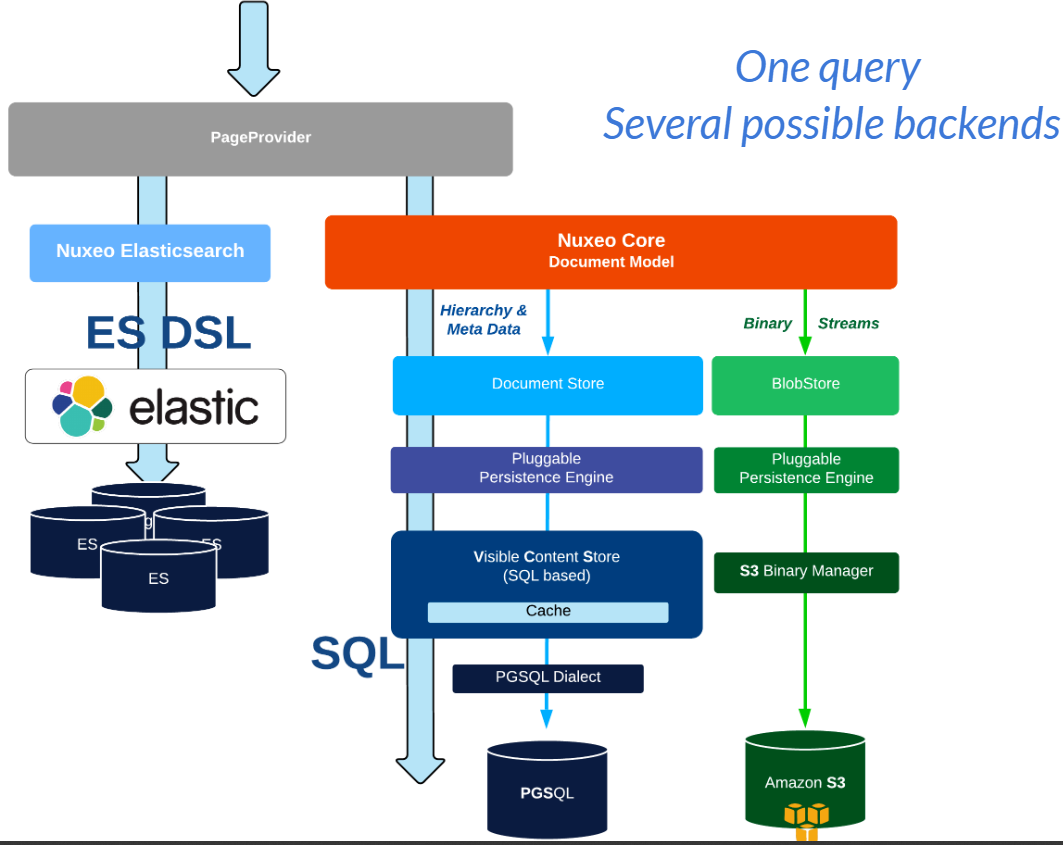 One query
Several possible backends
PageProvider
Nuxeo Elasticsearch
Nuxeo Core
Document Model
Hierarchy &
Meta Data
Binary Streams
ES DSL
elastic
Document Store
BlobStore
Pluggable
Persistence Engine
Pluggable
Persistence Engine
ES
ES
ES
Visible Content Store
(SQL based)
Cache
S3 Binary Manager
SQL
PGSQL Dialect
PGSQL
Amazon S3